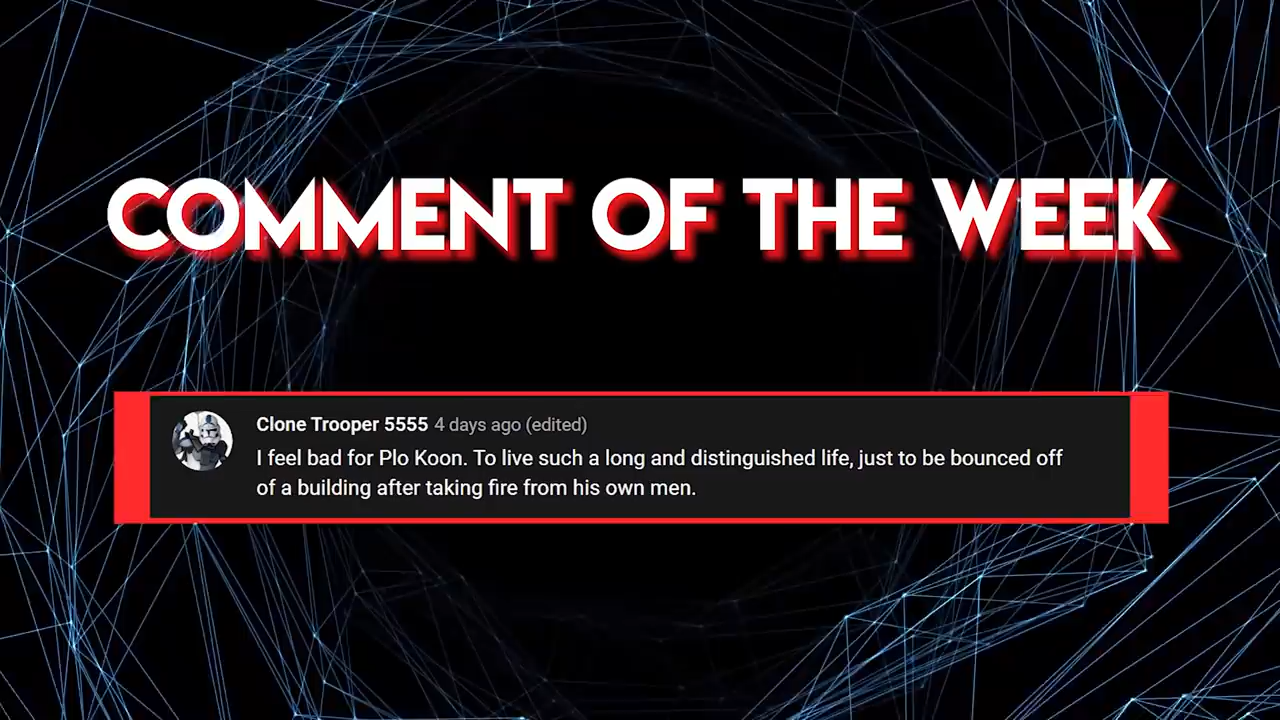 COMMENT OF THE WEEK
Clone Trooper 5555 4 days ago (edited)
I feel bad for Plo Koon. To live such a long and distinguished life, just to be bounced off
of a building after taking fire from his own men.